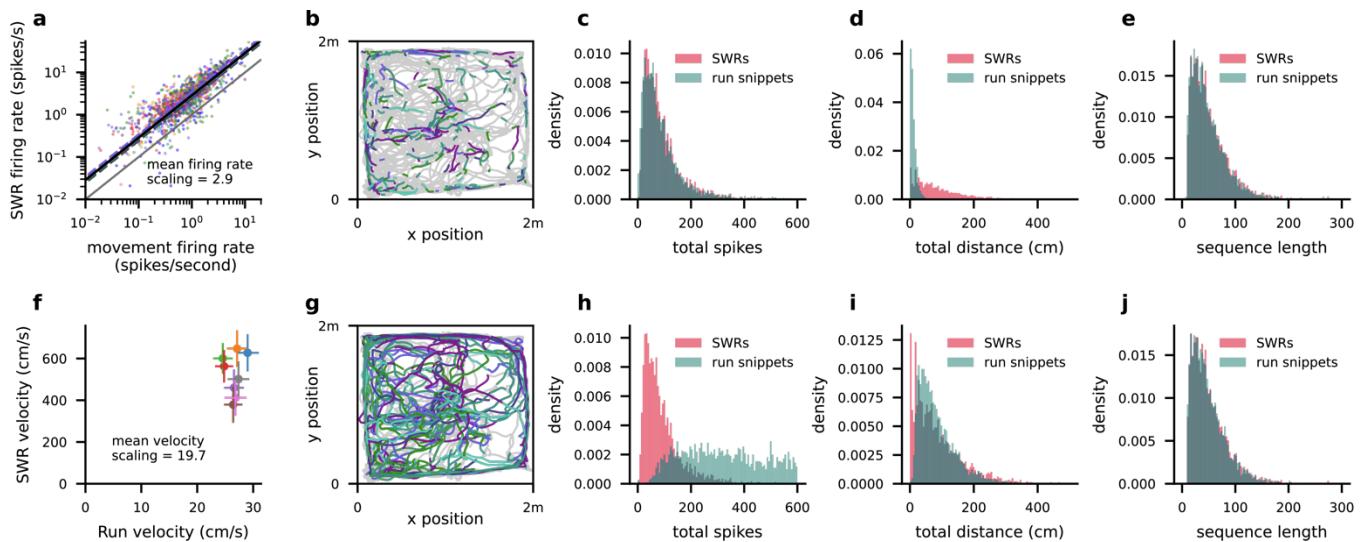 a
SWR firing rate (spikes/s)
10¹
10⁰
10⁻¹
10⁻²
mean firing rate
scaling = 2.9
10⁻² 10⁻¹ 10⁰ 10¹
movement firing rate
(spikes/second)
b
2m
y position
0
0 2m
x position
c
density
0.010
0.008
0.006
0.004
0.002
0.000
SWRs
run snippets
0 200 400 600
total spikes
d
density
0.06
0.04
0.02
0.00
SWRs
run snippets
0 200 400
total distance (cm)
e
density
0.015
0.010
0.005
0.000
SWRs
run snippets
0 100 200 300
sequence length
f
SWR velocity (cm/s)
600
400
200
0
mean velocity
scaling = 19.7
0 10 20 30
Run velocity (cm/s)
g
2m
y position
0
0 2m
x position
h
density
0.010
0.008
0.006
0.004
0.002
0.000
SWRs
run snippets
0 200 400 600
total spikes
i
density
0.0125
0.0100
0.0075
0.0050
0.0025
0.0000
SWRs
run snippets
0 200 400
total distance (cm)
j
density
0.015
0.010
0.005
0.000
SWRs
run snippets
0 100 200 300
sequence length